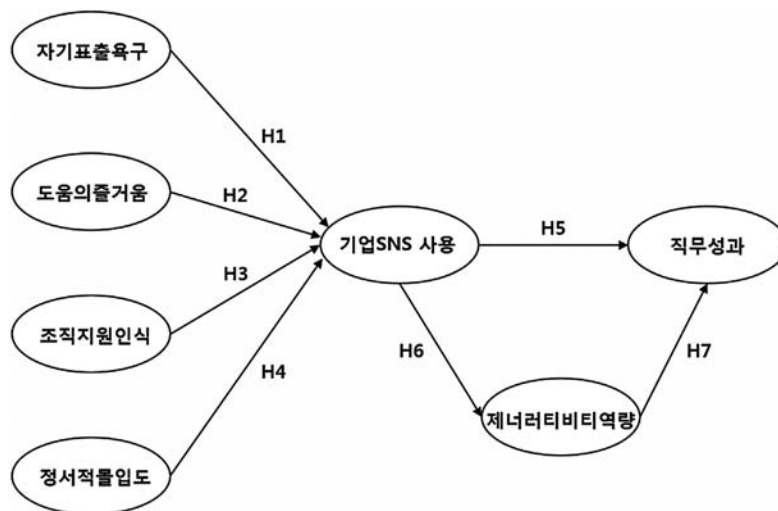 자기표출욕구
H1
도움의즐거움
H2
기업SNS 사용
H5
직무성과
H3
조직지원인식
H4
H6
H7
제너러티비티역량
정서적몰입도